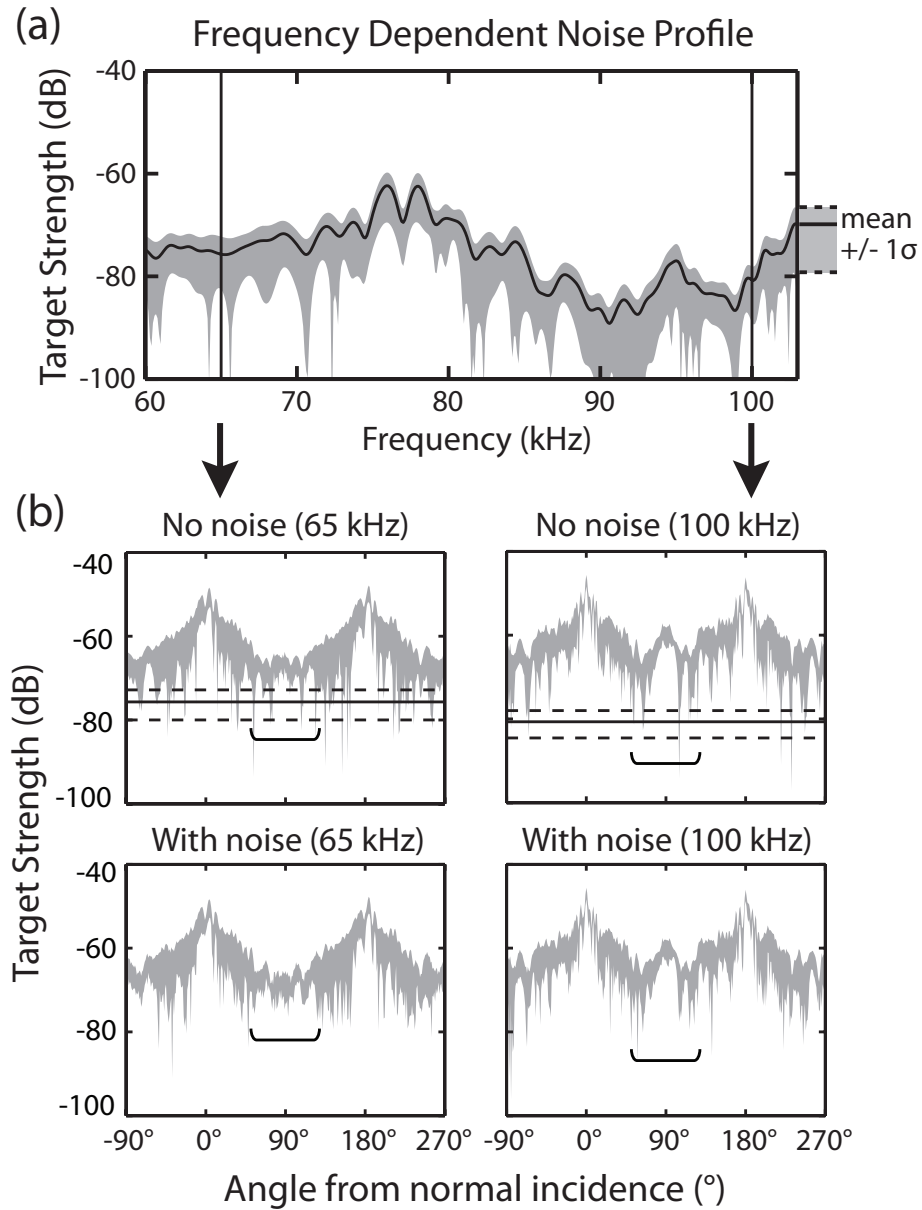 (a)
Frequency Dependent Noise Profile
Target Strength (dB)
-40
-60
-80
-100
mean
+/- 1σ
60
70
80
90
100
Frequency (kHz)
(b)
No noise (65 kHz)
No noise (100 kHz)
Target Strength (dB)
-40
-60
-80
-100
With noise (65 kHz)
With noise (100 kHz)
-40
-60
-80
-100
-90°
0°
90°
180°
270°
-90°
0°
90°
180°
270°
Angle from normal incidence (°)